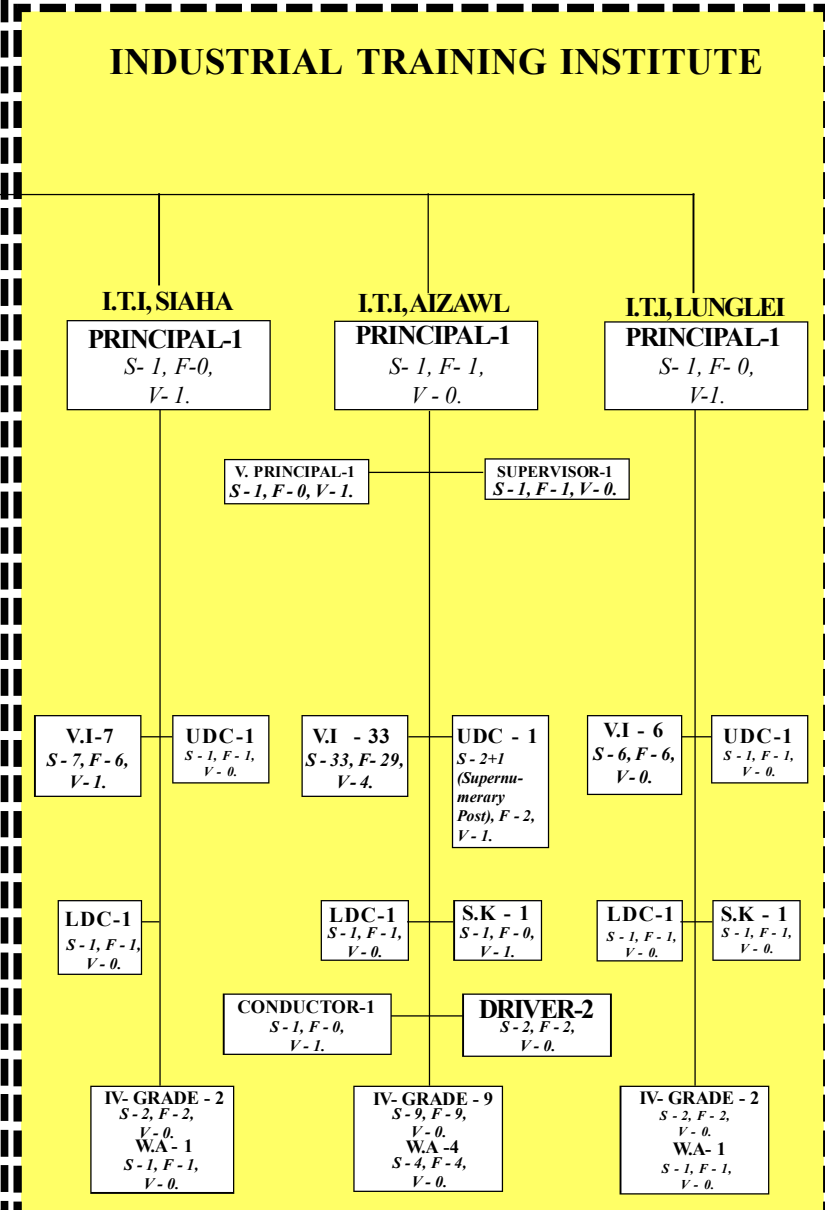 INDUSTRIAL TRAINING INSTITUTE
I.T.I, SIAHA
PRINCIPAL-1
S- 1, F-0,
V- 1.
I.T.I, AIZAWL
PRINCIPAL-1
S- 1, F- 1,
V - 0.
I.T.I, LUNGLEI
PRINCIPAL-1
S- 1, F- 0,
V-1.
V. PRINCIPAL-1
S - 1, F - 0, V - 1.
SUPERVISOR-1
S - 1, F - 1, V - 0.
V.I-7
S - 7, F - 6,
V - 1.
UDC-1
S - 1, F - 1,
V - 0.
V.I - 33
S - 33, F- 29,
V - 4.
UDC - 1
S - 2+1
(Supernu-
merary
Post), F - 2,
V - 1.
V.I - 6
S - 6, F - 6,
V - 0.
UDC-1
S - 1, F - 1,
V - 0.
LDC-1
S - 1, F - 1,
V - 0.
LDC-1
S - 1, F - 1,
V - 0.
S.K - 1
S - 1, F - 0,
V - 1.
LDC-1
S - 1, F - 1,
V - 0.
S.K - 1
S - 1, F - 1,
V - 0.
CONDUCTOR-1
S - 1, F - 0,
V - 1.
DRIVER-2
S - 2, F - 2,
V - 0.
IV- GRADE - 2
S - 2, F - 2,
V - 0.
W.A - 1
S - 1, F - 1,
V - 0.
IV- GRADE - 9
S - 9, F - 9,
V - 0.
W.A -4
S - 4, F - 4,
V - 0.
IV- GRADE - 2
S - 2, F - 2,
V - 0.
W.A- 1
S - 1, F - 1,
V - 0.